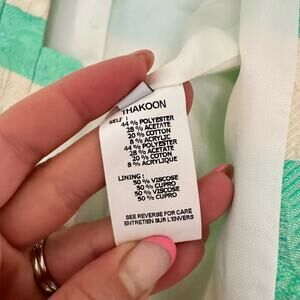 THAKOON
SELF :
44 % POLYESTER
28 % ACETATE
20 % COTTON
8 % ACRYLIC
44 % POLYESTER
28 % ACETATE
20 % COTON
8 % ACRYLIQUE
LINING :
50 % VISCOSE
50 % CUPRO
50 % VISCOSE
50 % CUPRO
SEE REVERSE FOR CARE
ENTRETIEN SUR L'ENVERS